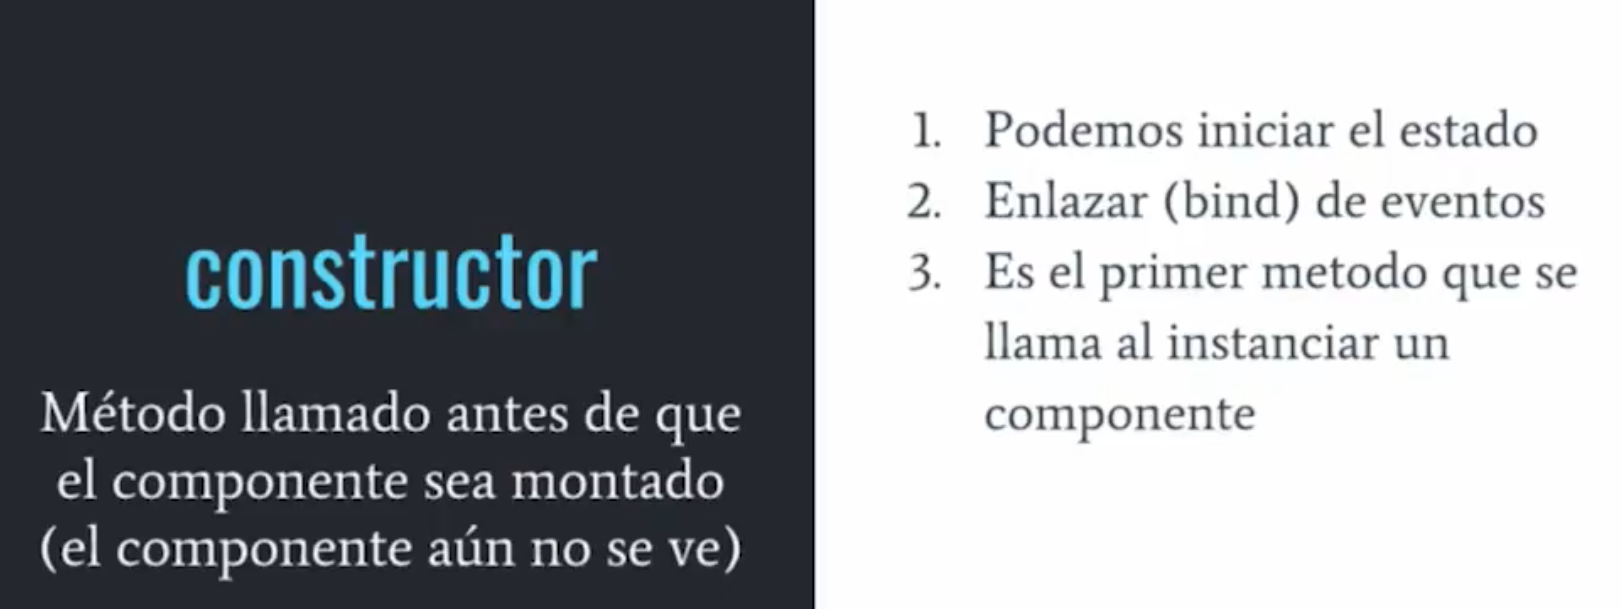 constructor
Método llamado antes de que
el componente sea montado
(el componente aún no se ve)
1. Podemos iniciar el estado
2. Enlazar (bind) de eventos
3. Es el primer metodo que se
llama al instanciar un
componente